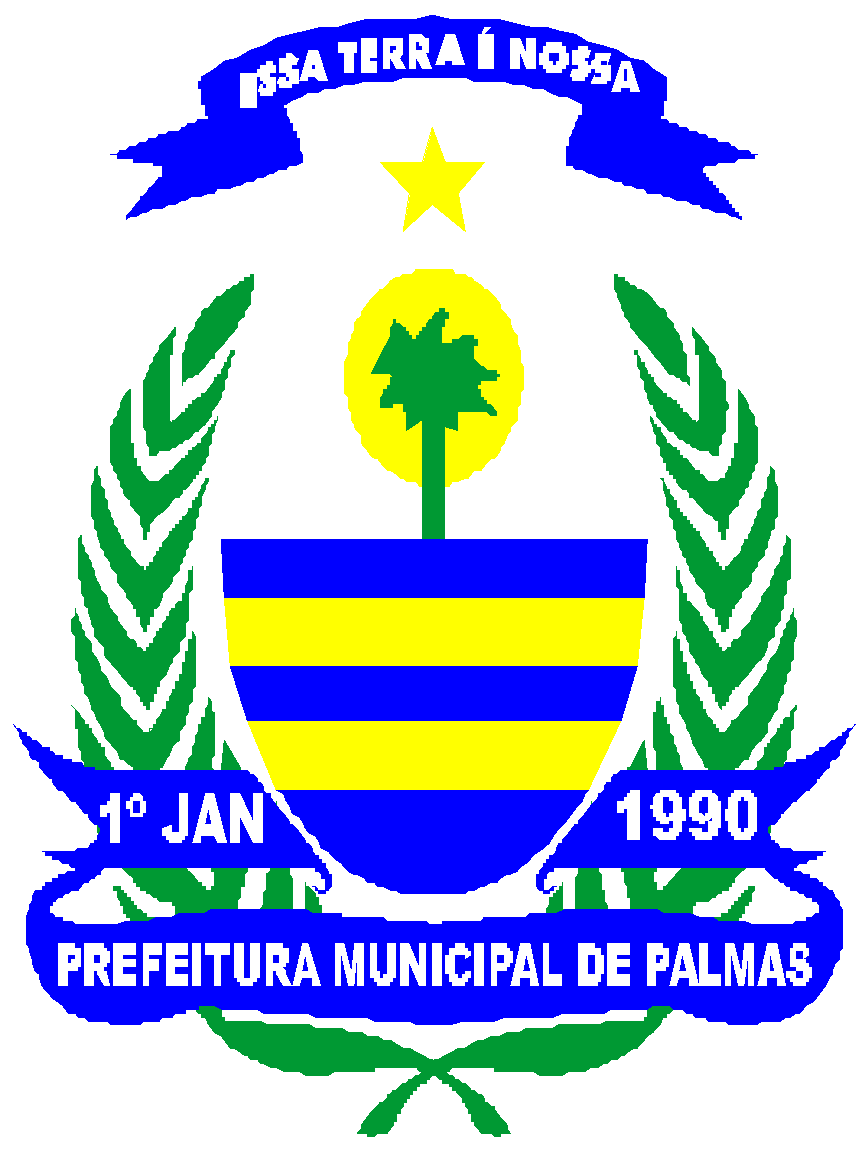 ESSA TERRA É NOSSA
1º JAN 1990
PREFEITURA MUNICIPAL DE PALMAS